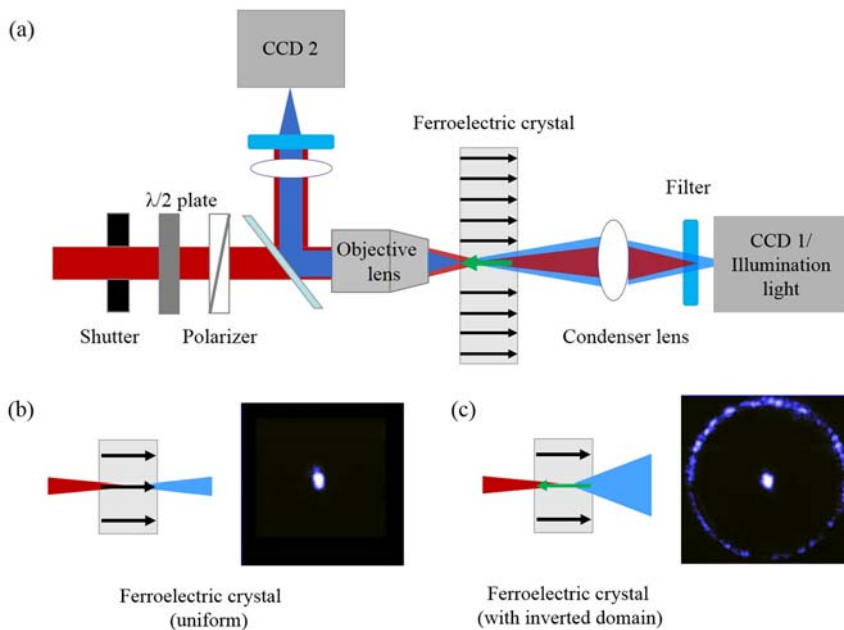 (a)
CCD 2
Ferroelectric crystal
λ/2 plate
Filter
Objective
lens
CCD 1/
Illumination
light
Shutter
Polarizer
Condenser lens
(b)
(c)
Ferroelectric crystal
(uniform)
Ferroelectric crystal
(with inverted domain)